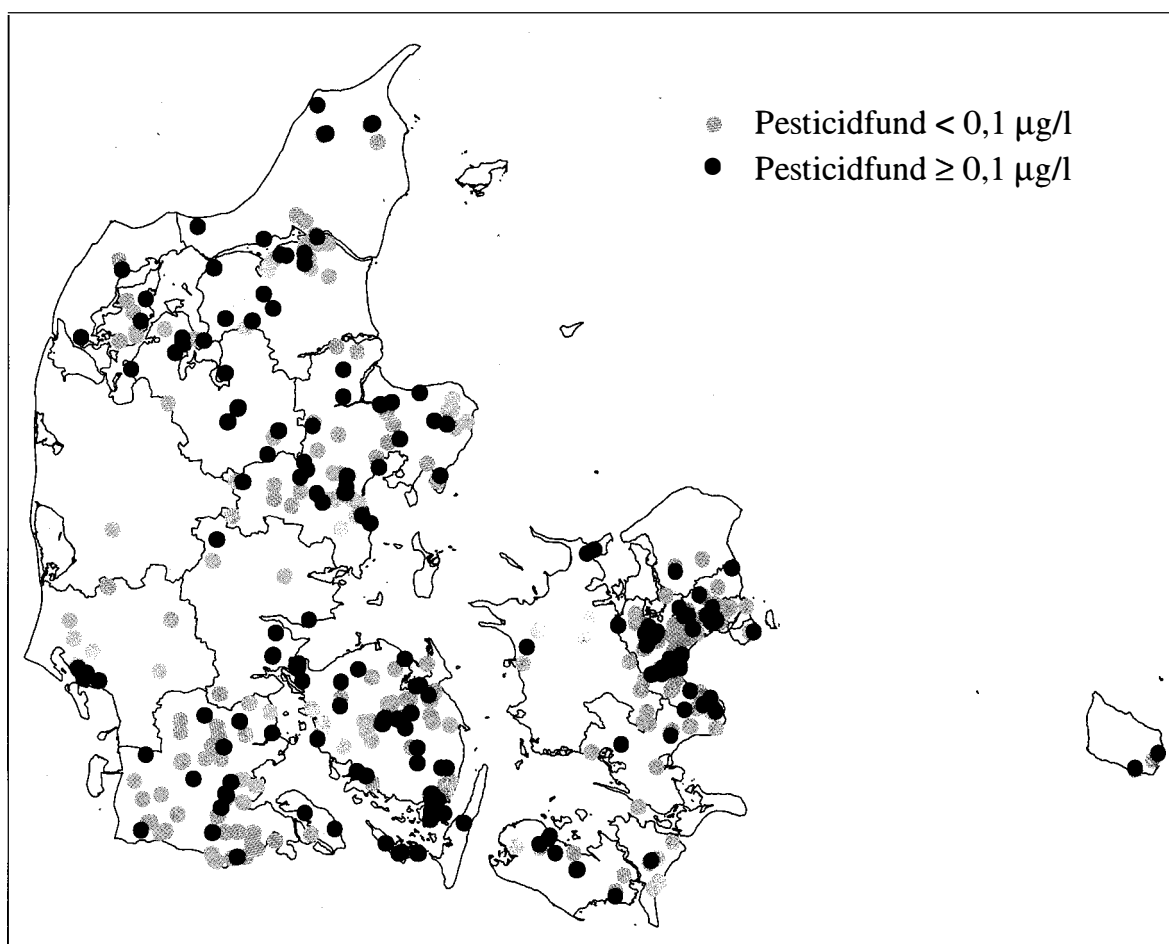 Pesticidfund < 0,1 μg/l
Pesticidfund ≥ 0,1 μg/l